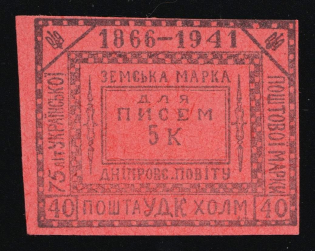 1866-1941
75 літ УКРАЇНСЬКОЇ
ПОШТОВОЇ МАРКИ
ЗЕМСЬКА МАРКА
ДЛЯ
ПИСЕМ
5 К
ДНІПРОВС. ПОВІТУ
40 ПОШТА УДК ХОЛМ 40